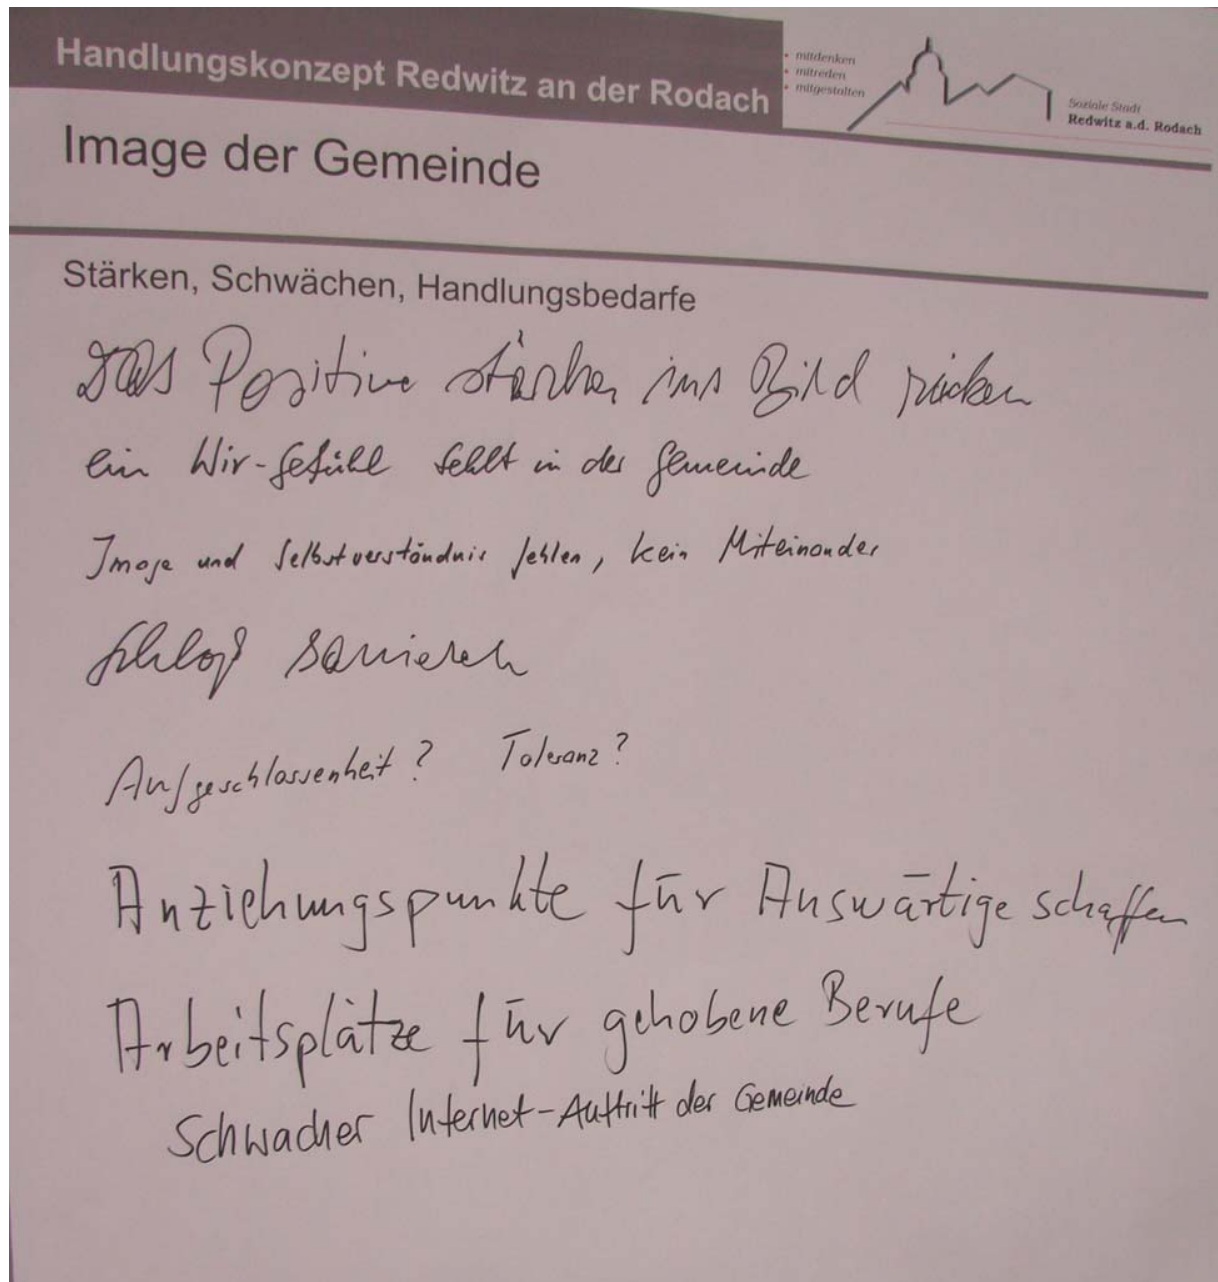 Handlungskonzept Redwitz an der Rodach
• mitdenken
• mitreden
• mitgestalten
Soziale Stadt
Redwitz a.d. Rodach
Image der Gemeinde
Stärken, Schwächen, Handlungsbedarfe
Das Positive stärker ins Bild rücken
ein Wir-Gefühl fehlt in der Gemeinde
Image und Selbstverständnis fehlen, kein Miteinander
Schloß sanieren
Aufgeschlossenheit? Toleranz?
Anziehungspunkte für Auswärtige schaffen
Arbeitsplätze für gehobene Berufe
Schwacher Internet-Auftritt der Gemeinde